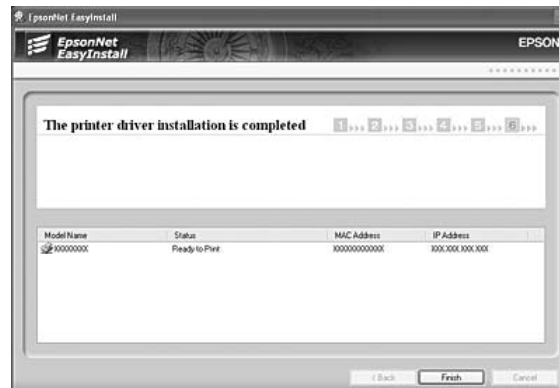 EpsonNet EasyInstall
EpsonNet
EasyInstall
EPSON
The printer driver installation is completed
1 2 3 4 5 6
Model Name Status MAC Address IP Address
XXXXXXXX Ready to Print XXXXXXXXXXXX XXX.XXX.XXX.XXX
< Back Finish Cancel